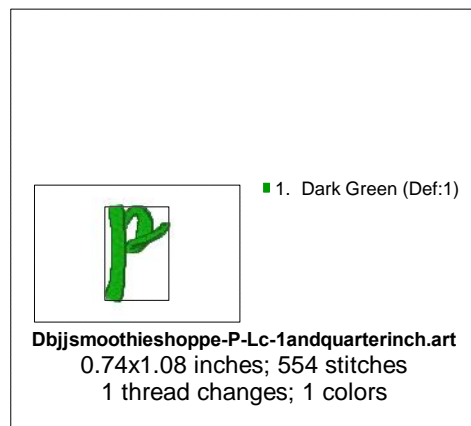 1. Dark Green (Def:1)
p
Dbjjsmoothieshoppe-P-Lc-1andquarterinch.art
0.74x1.08 inches; 554 stitches
1 thread changes; 1 colors